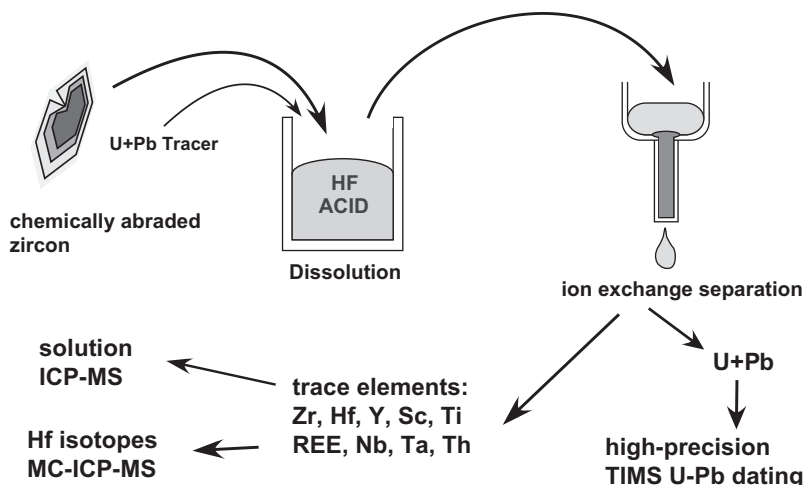 U+Pb Tracer
HF
ACID
chemically abraded
zircon
Dissolution
ion exchange separation
solution
ICP-MS
trace elements:
Zr, Hf, Y, Sc, Ti
REE, Nb, Ta, Th
U+Pb
Hf isotopes
MC-ICP-MS
high-precision
TIMS U-Pb dating